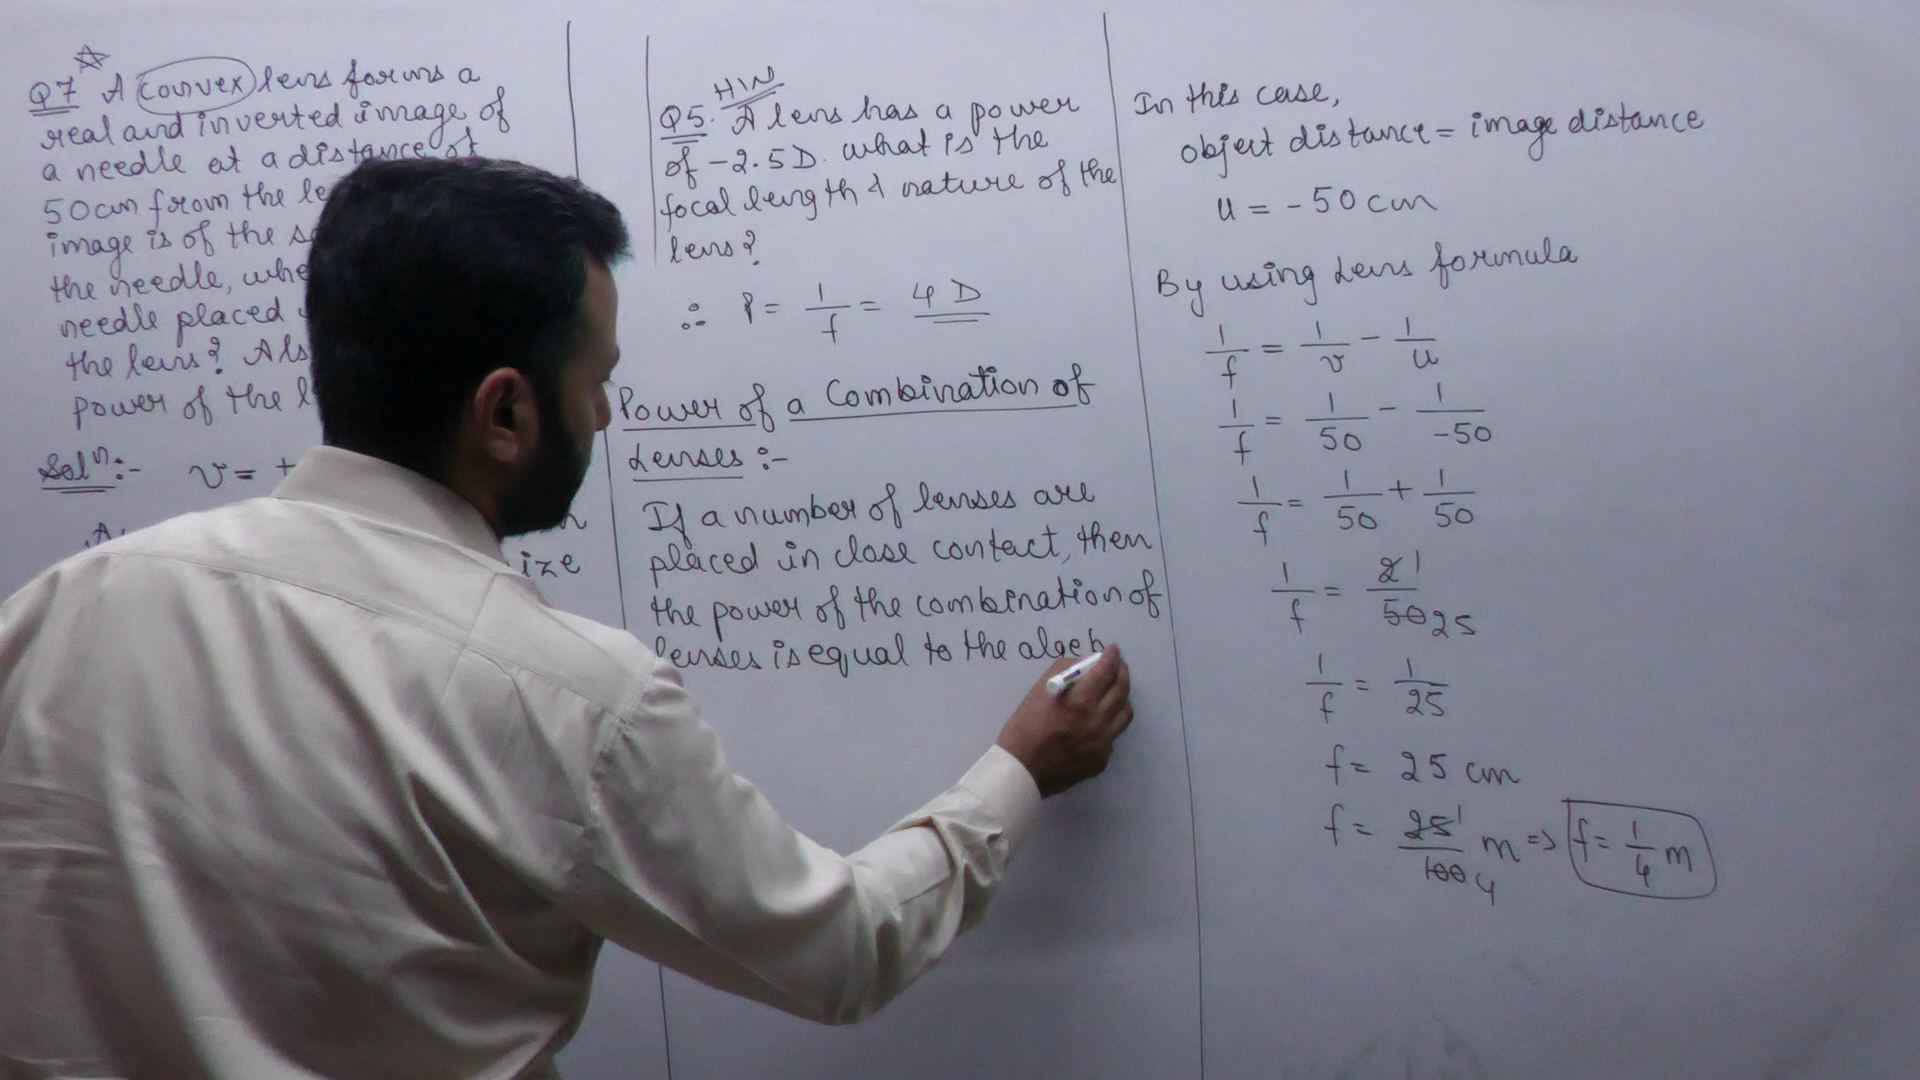 Q7 A convex lens forms a
real and inverted image of
a needle at a distance of
50cm from the
image is of the
the needle,
needle placed
the lens?
power of the
Solⁿ:- v= +
ize
H/W
Q5. A lens has a power
of -2.5D. what is the
focal length & nature of the
lens?
∴ P = 1/f = 4 D
Power of a Combination of
Lenses :-
If a number of lenses are
placed in close contact, then
the power of the combination of
lenses is equal to the algeb
In this case,
object distance = image distance
u = -50 cm
By using Lens formula
1/f = 1/v - 1/u
1/f = 1/50 - 1/-50
1/f = 1/50 + 1/50
1/f = 2 1/50 25
1/f = 1/25
f = 25 cm
f = 25 1/100 4 m => f = 1/4 m